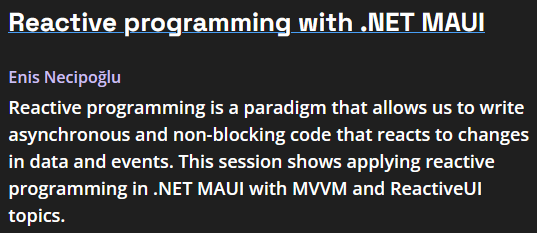 Reactive programming with .NET MAUI
Enis Necipoğlu
Reactive programming is a paradigm that allows us to write
asynchronous and non-blocking code that reacts to changes
in data and events. This session shows applying reactive
programming in .NET MAUI with MVVM and ReactiveUI
topics.